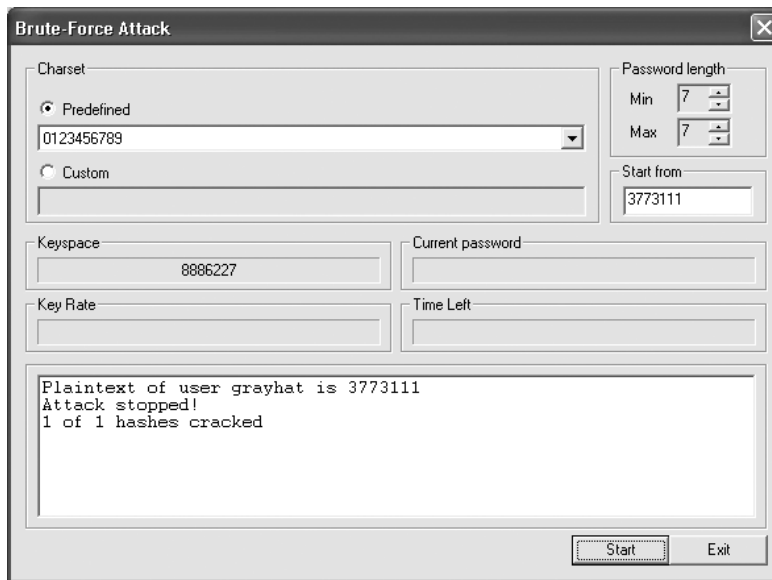 Brute-Force Attack
Charset
Predefined
0123456789
Custom
Password length
Min 7
Max 7
Start from
3773111
Keyspace
8886227
Current password
Key Rate
Time Left
Plaintext of user grayhat is 3773111
Attack stopped!
1 of 1 hashes cracked
Start
Exit